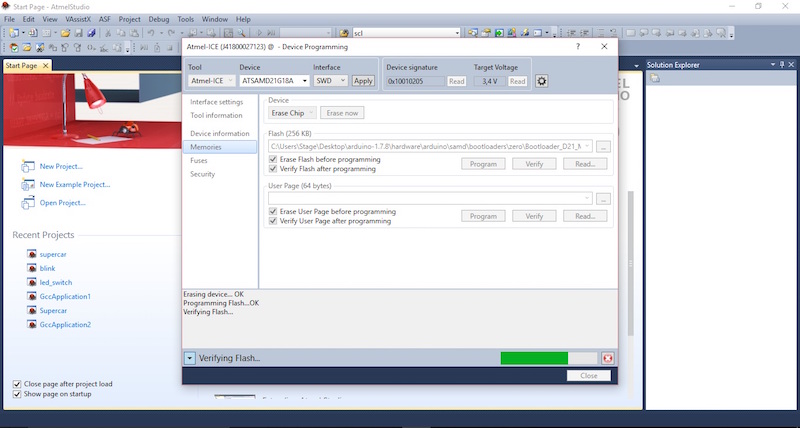 Start Page - AtmelStudio
File Edit View VAssistX ASF Project Debug Tools Window Help
scl
Start Page
Solution Explorer
Atmel-ICE (J41800027123) @ - Device Programming
Tool Device Interface Device signature Target Voltage
Atmel-ICE ATSAMD21G18A SWD Apply 0x10010205 Read 3,4 V Read
Interface settings
Tool information
Device information
Memories
Fuses
Security
Device
Erase Chip Erase now
Flash (256 KB)
C:\Users\Stage\Desktop\arduino-1.7.8\hardware\arduino\samd\bootloaders\zero\Bootloader_D21_M ...
Erase Flash before programming
Verify Flash after programming
Program Verify Read...
User Page (64 bytes)
...
Erase User Page before programming
Verify User Page after programming
Program Verify Read...
Erasing device... OK
Programming Flash...OK
Verifying Flash...
Verifying Flash...
Close
New Project...
New Example Project...
Open Project...
Recent Projects
supercar
blink
led_switch
GccApplication1
Supercar
GccApplication2
Close page after project load
Show page on startup